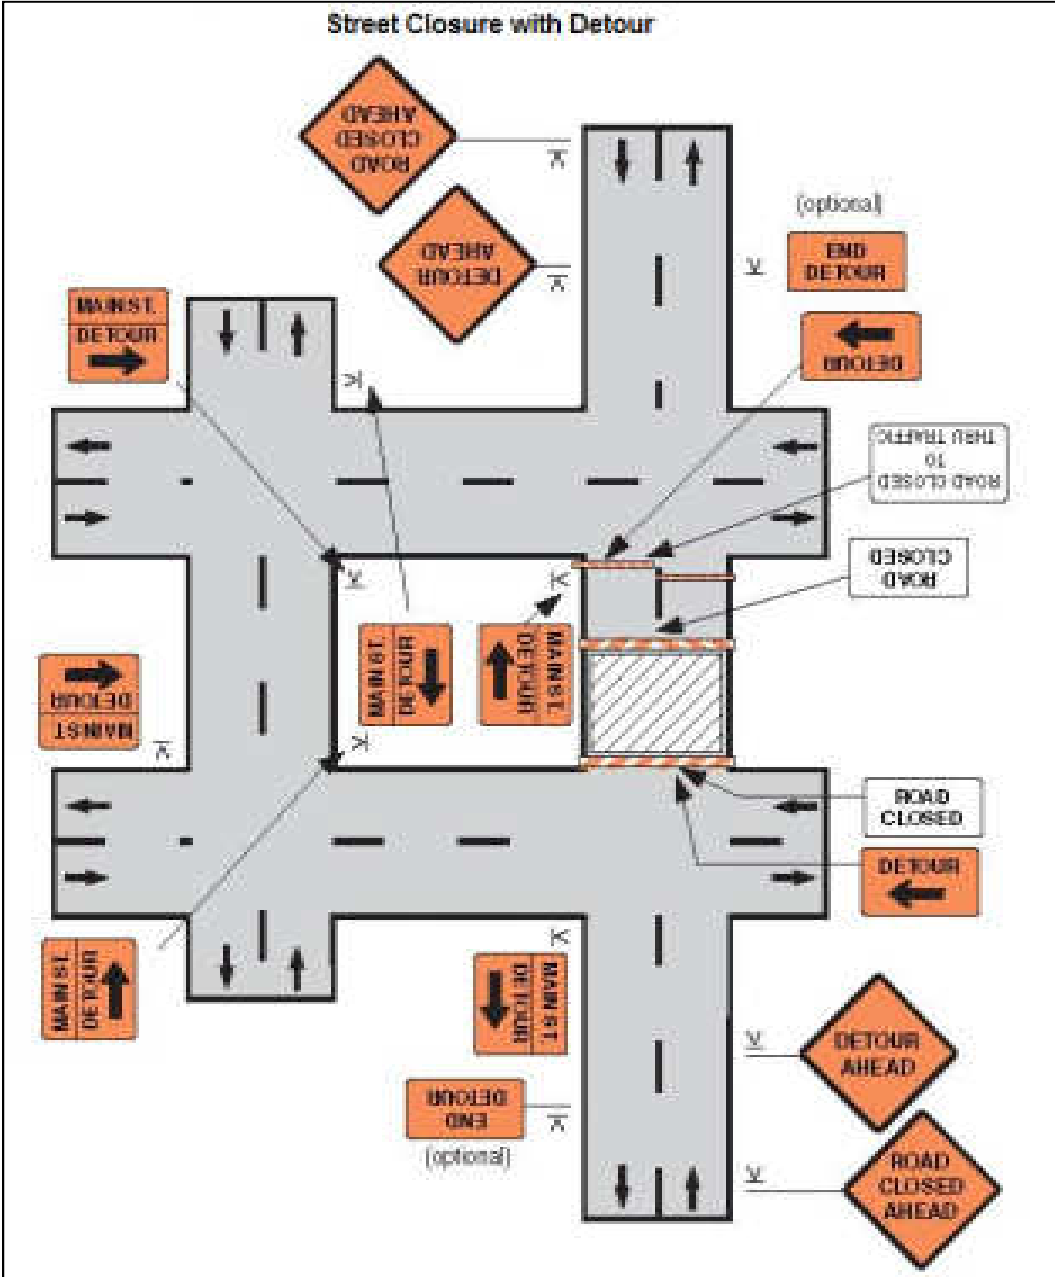 Street Closure with Detour
ROAD
CLOSED
AHEAD
DETOUR
AHEAD
(optional)
END
DETOUR
MAIN ST.
DETOUR
DETOUR
ROAD CLOSED
TO
THRU TRAFFIC
ROAD
CLOSED
MAIN ST.
DETOUR
MAIN ST.
DETOUR
MAIN ST.
DETOUR
ROAD
CLOSED
DETOUR
MAIN ST.
DETOUR
MAIN ST.
DETOUR
DETOUR
AHEAD
END
DETOUR
(optional)
ROAD
CLOSED
AHEAD